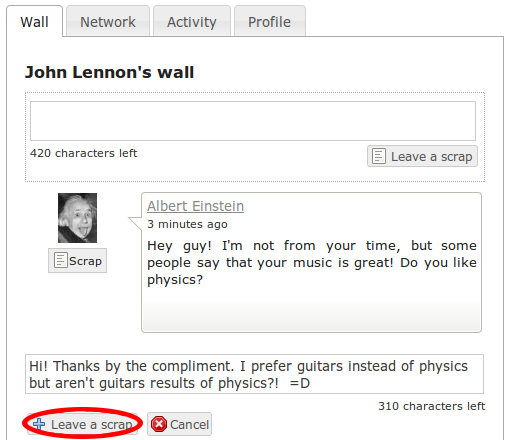 Wall Network Activity Profile
John Lennon's wall
420 characters left
Leave a scrap
Albert Einstein
3 minutes ago
Hey guy! I'm not from your time, but some
people say that your music is great! Do you like
physics?
Scrap
Hi! Thanks by the compliment. I prefer guitars instead of physics
but aren't guitars results of physics?! =D
310 characters left
Leave a scrap
Cancel